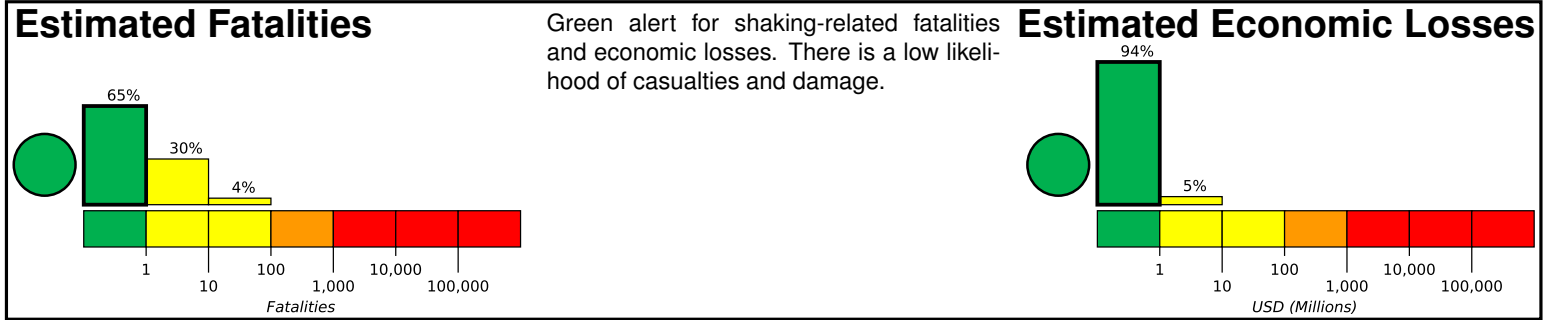 Estimated Fatalities
65%
30%
4%
1
10
100
1,000
10,000
100,000
Fatalities
Green alert for shaking-related fatalities
and economic losses. There is a low likeli-
hood of casualties and damage.
Estimated Economic Losses
94%
5%
1
10
100
1,000
10,000
100,000
USD (Millions)